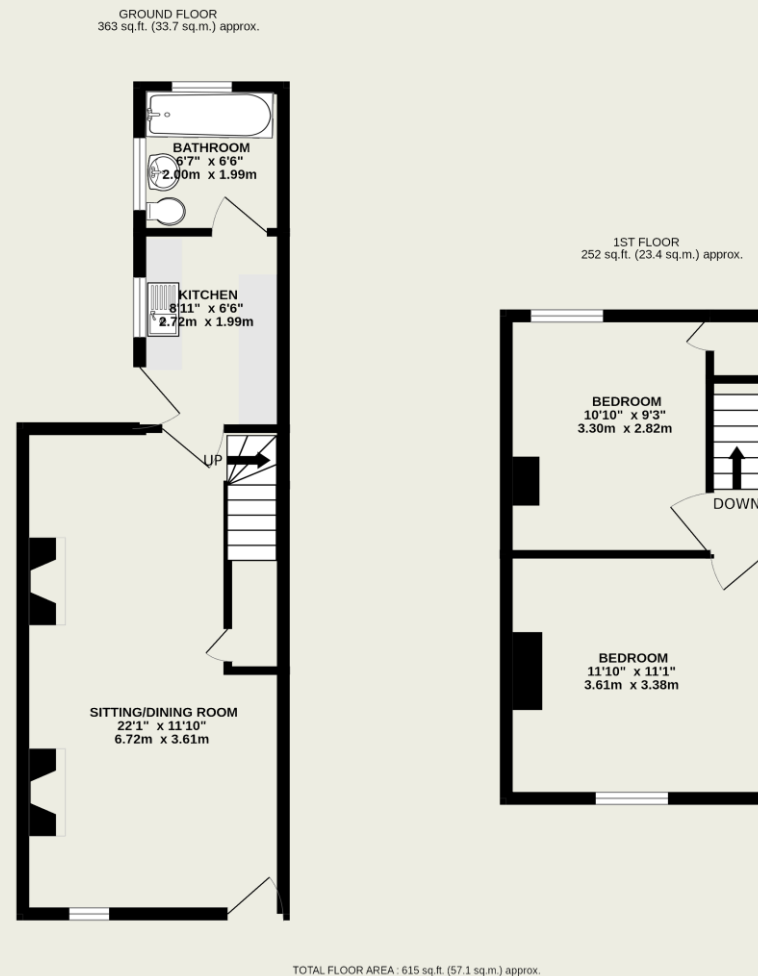 GROUND FLOOR
363 sq.ft. (33.7 sq.m.) approx.
BATHROOM
6'7" x 6'6"
2.00m x 1.99m
KITCHEN
8'11" x 6'6"
2.72m x 1.99m
UP
SITTING/DINING ROOM
22'1" x 11'10"
6.72m x 3.61m
1ST FLOOR
252 sq.ft. (23.4 sq.m.) approx.
BEDROOM
10'10" x 9'3"
3.30m x 2.82m
DOWN
BEDROOM
11'10" x 11'1"
3.61m x 3.38m
TOTAL FLOOR AREA : 615 sq.ft. (57.1 sq.m.) approx.